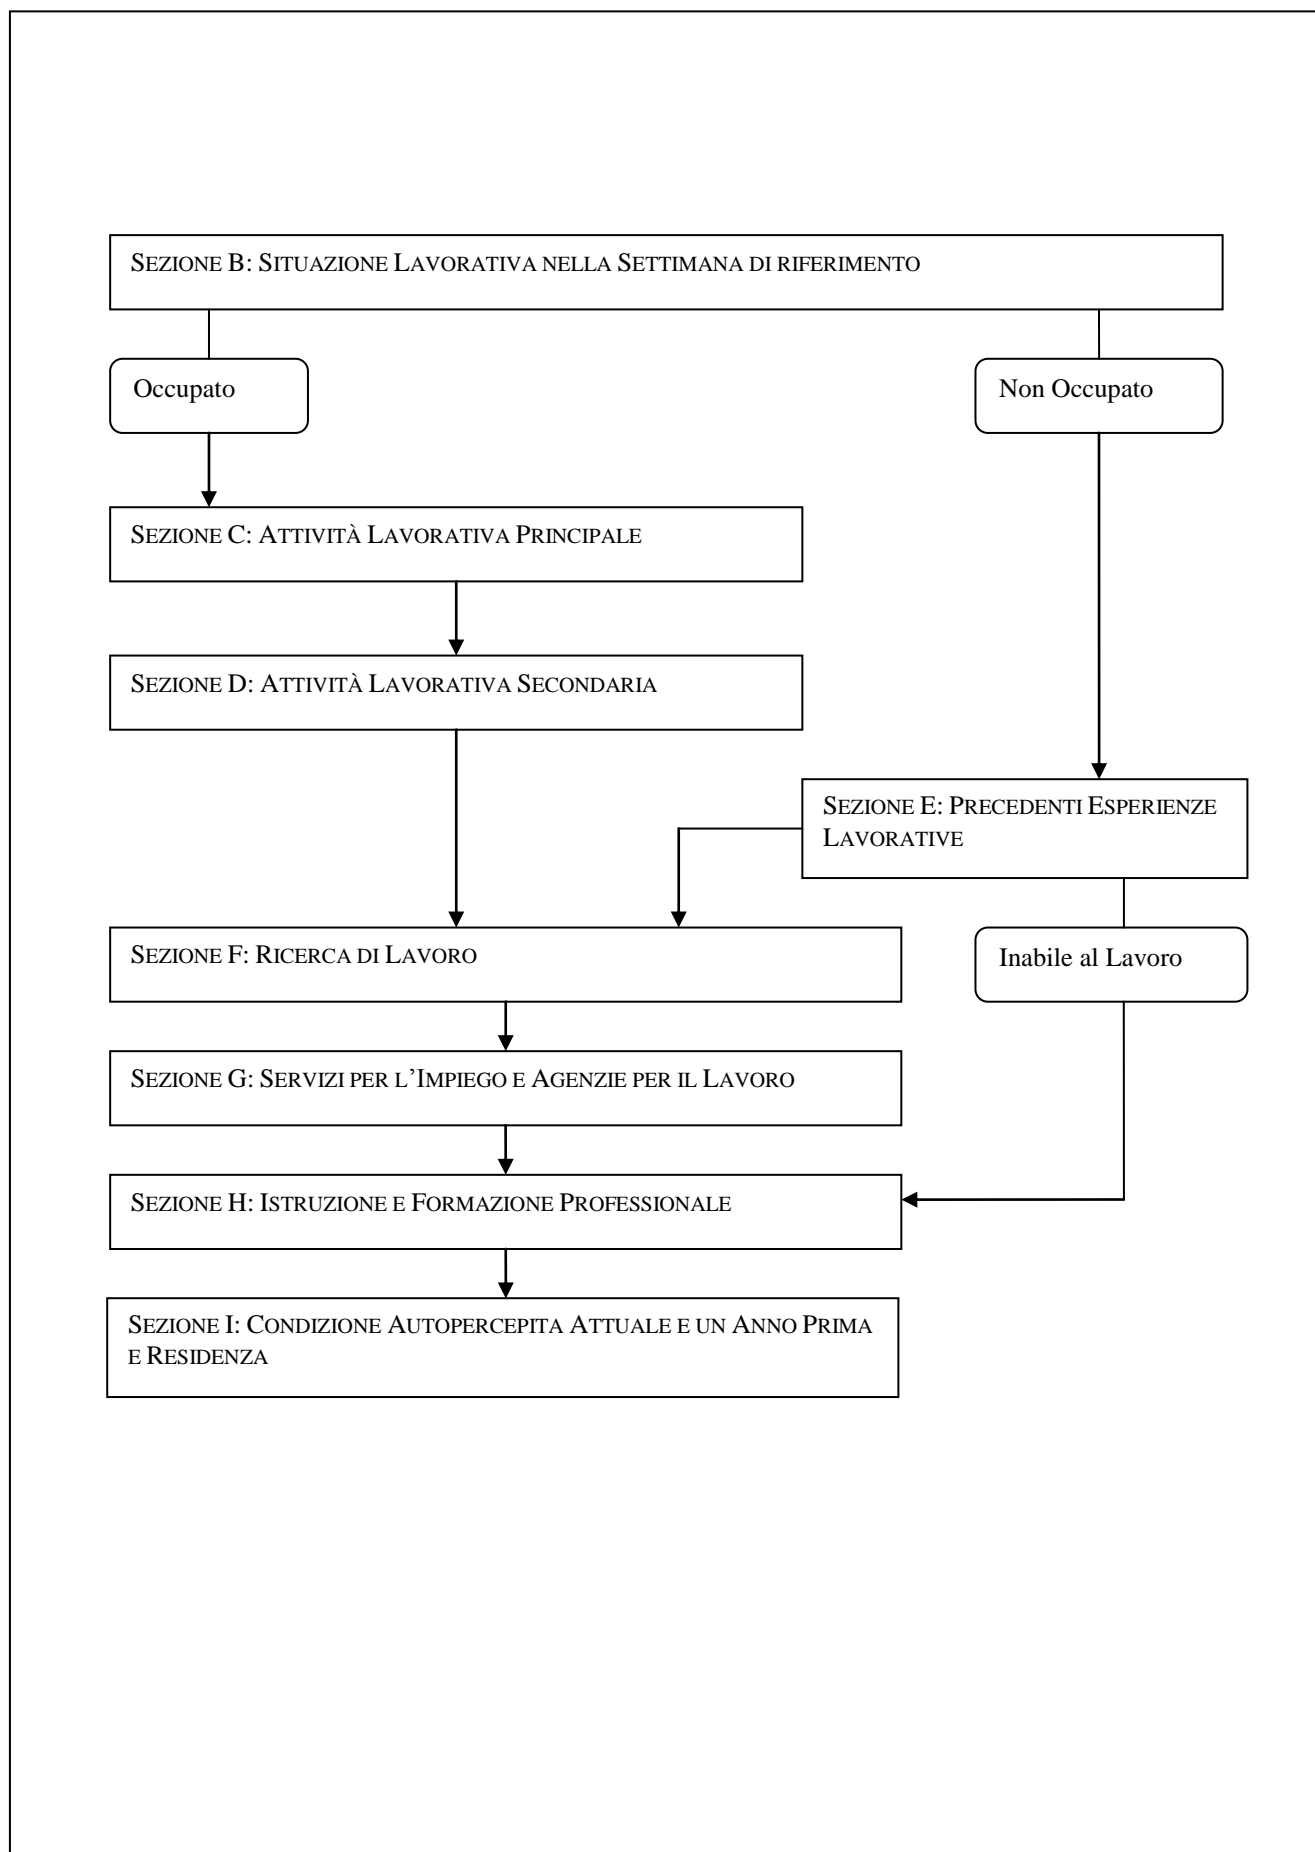 SEZIONE B: SITUAZIONE LAVORATIVA NELLA SETTIMANA DI RIFERIMENTO
Occupato
Non Occupato
SEZIONE C: ATTIVITÀ LAVORATIVA PRINCIPALE
SEZIONE D: ATTIVITÀ LAVORATIVA SECONDARIA
SEZIONE E: PRECEDENTI ESPERIENZE
LAVORATIVE
SEZIONE F: RICERCA DI LAVORO
Inabile al Lavoro
SEZIONE G: SERVIZI PER L'IMPIEGO E AGENZIE PER IL LAVORO
SEZIONE H: ISTRUZIONE E FORMAZIONE PROFESSIONALE
SEZIONE I: CONDIZIONE AUTOPERCEPITA ATTUALE E UN ANNO PRIMA
E RESIDENZA